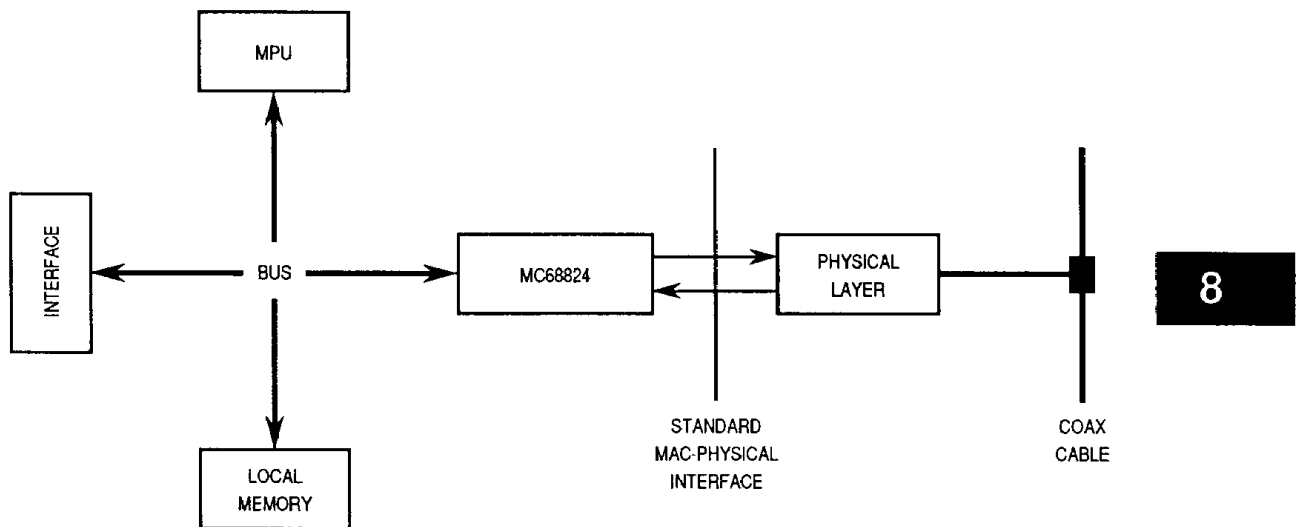 MPU
INTERFACE
BUS
MC68824
PHYSICAL
LAYER
8
STANDARD
MAC-PHYSICAL
INTERFACE
COAX
CABLE
LOCAL
MEMORY